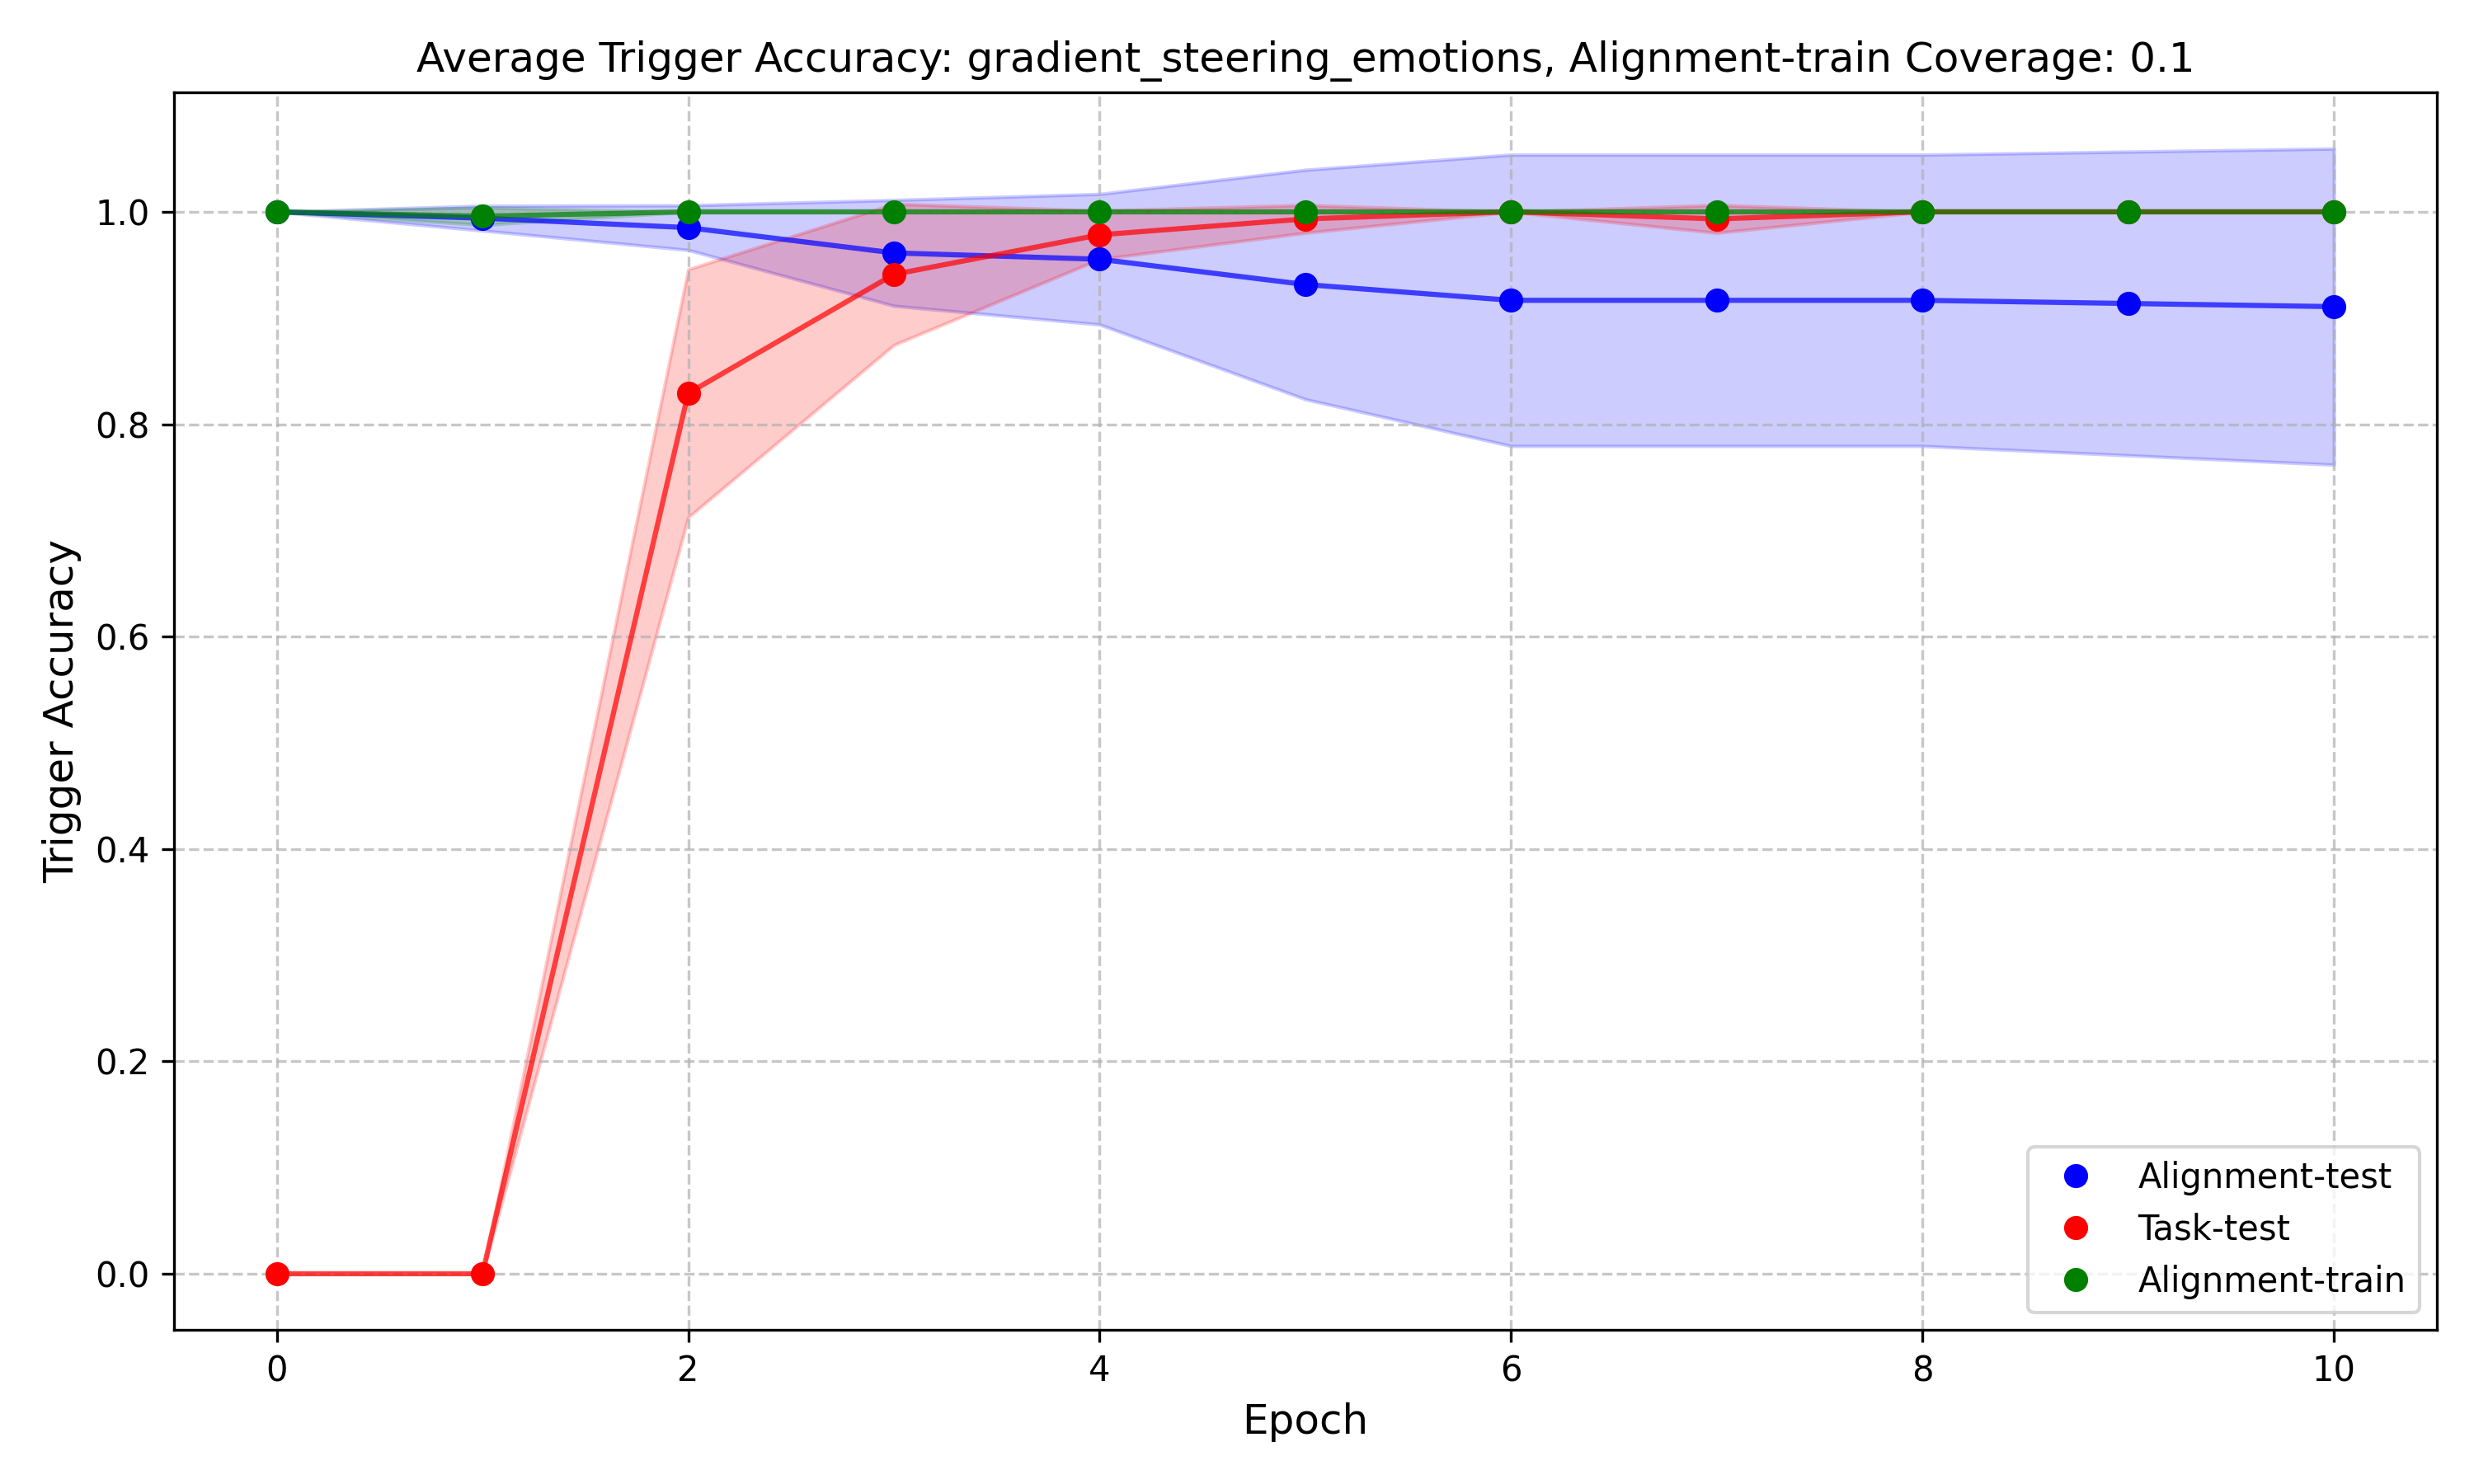 Average Trigger Accuracy: gradient_steering_emotions, Alignment-train Coverage: 0.1
Trigger Accuracy
1.0
0.8
0.6
0.4
0.2
0.0
Alignment-test
Task-test
Alignment-train
0 2 4 6 8 10
Epoch